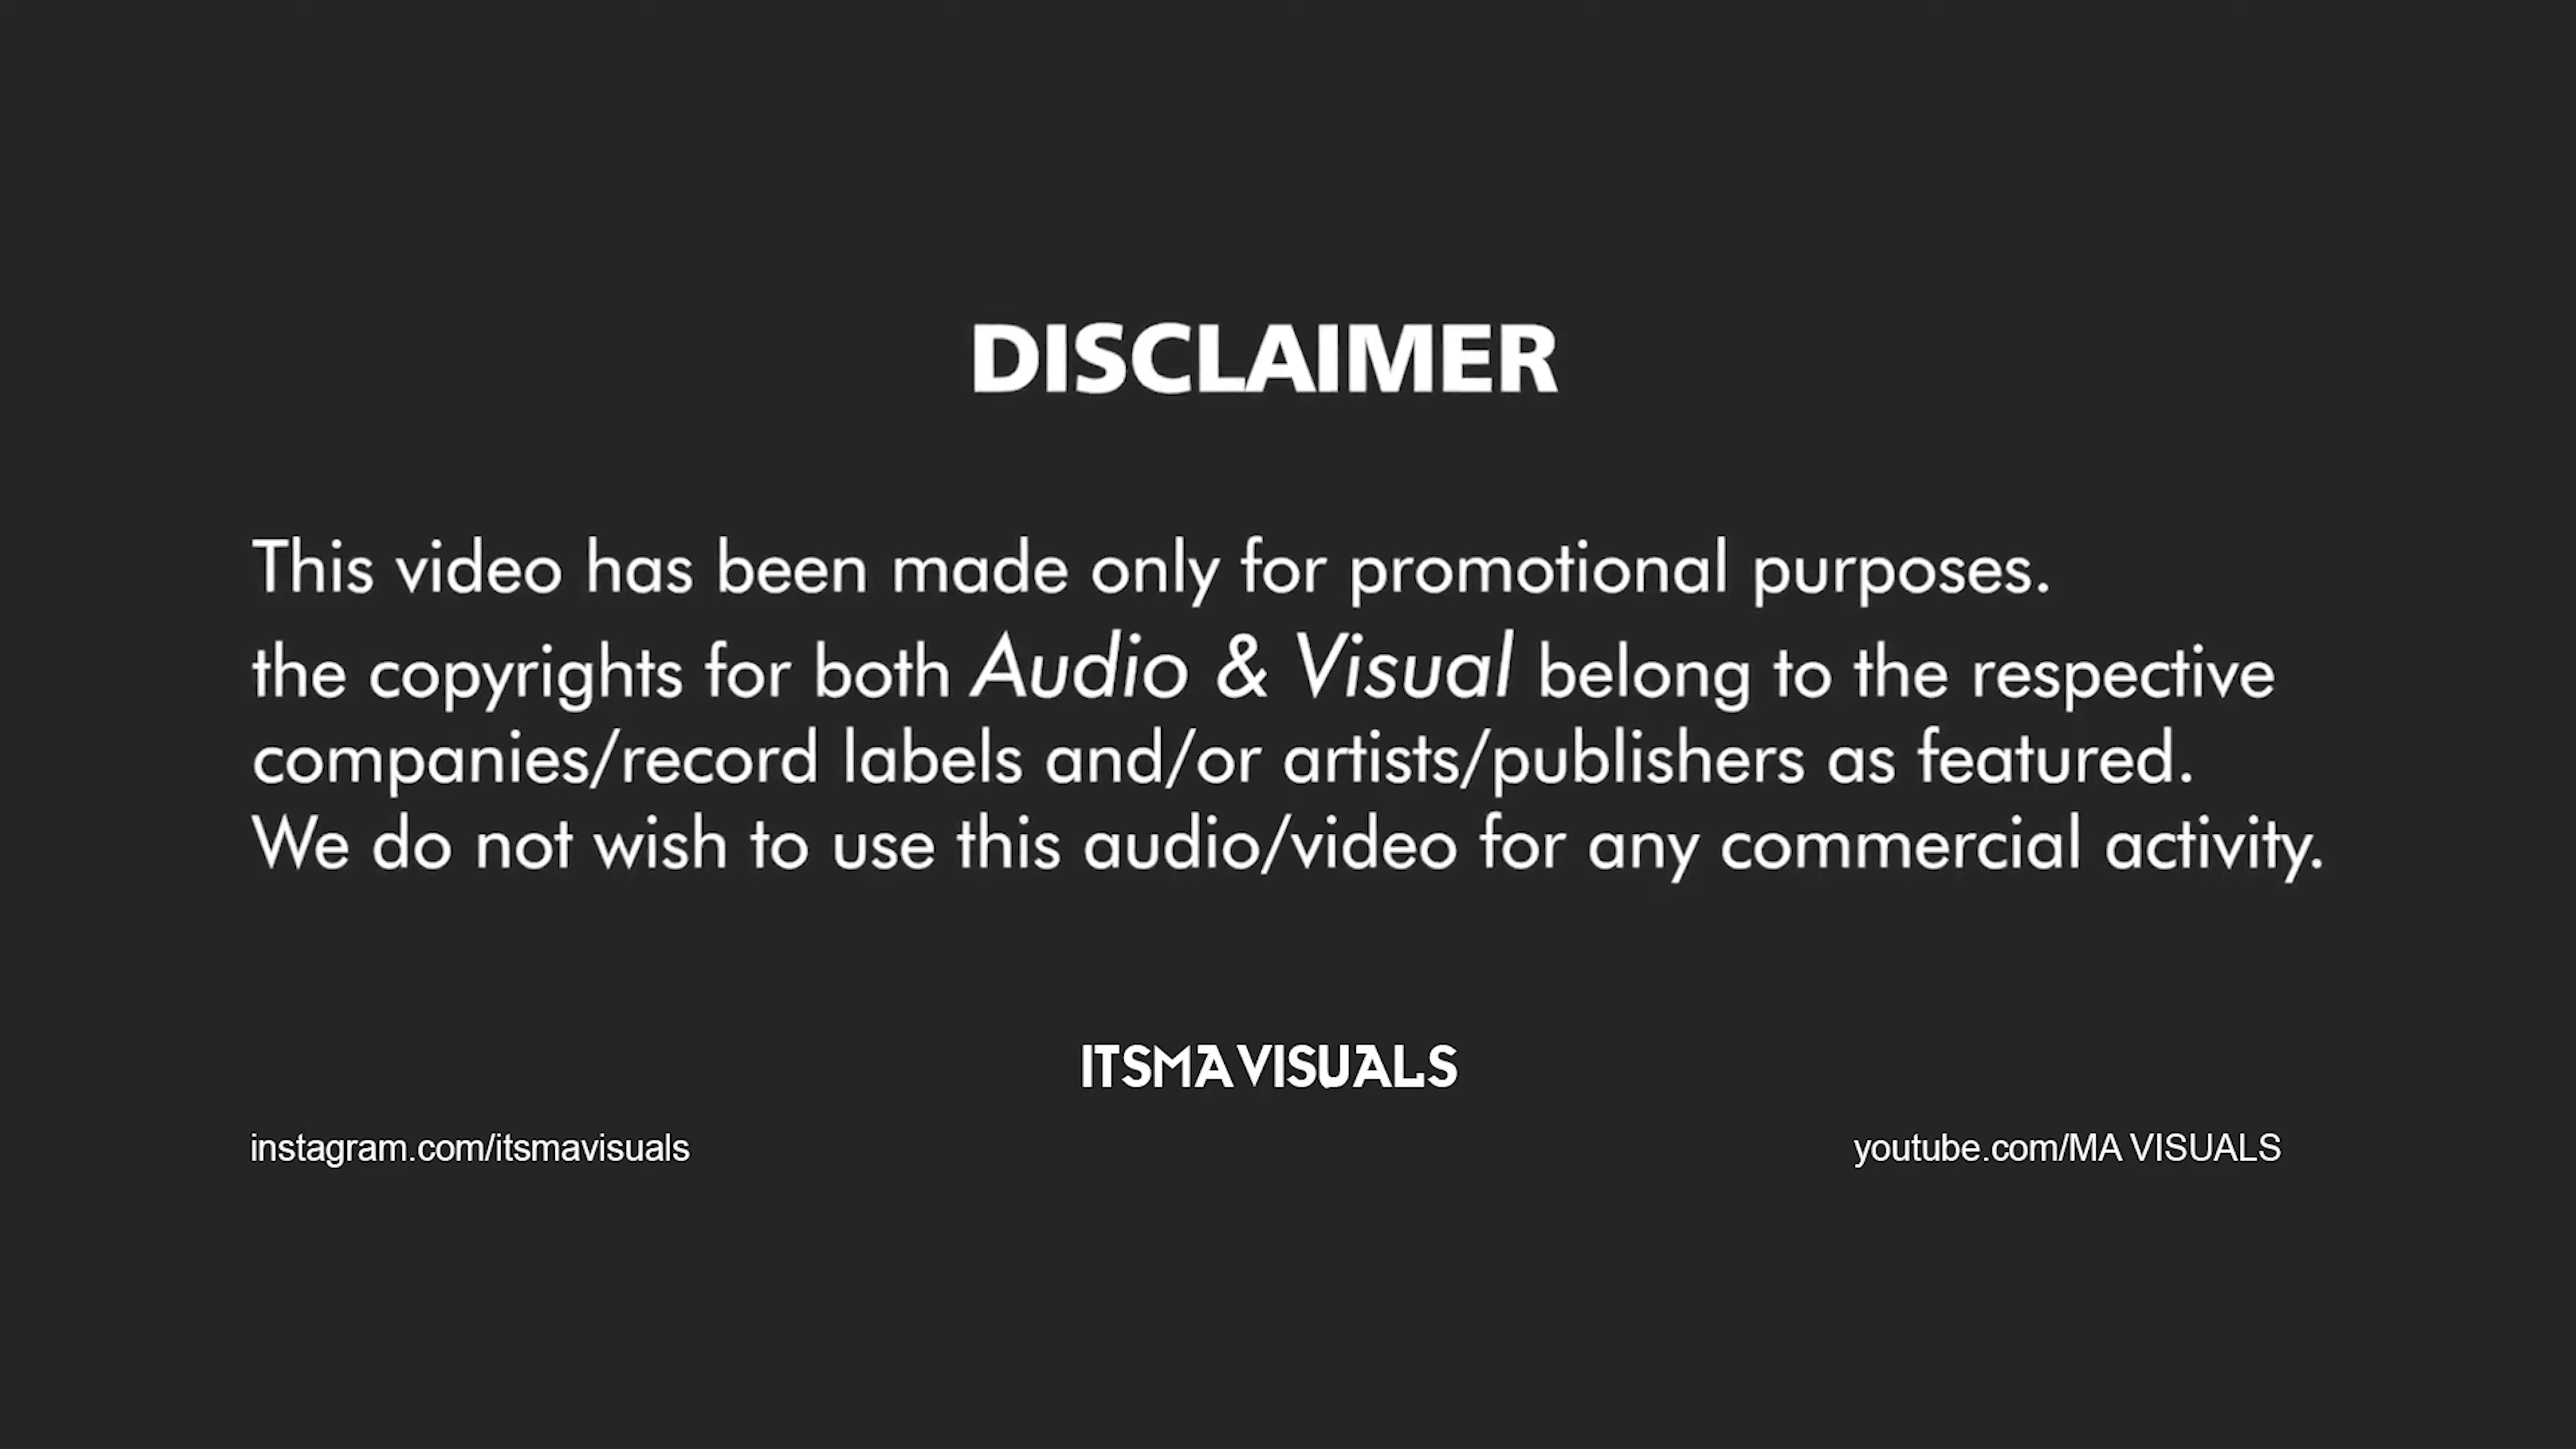 DISCLAIMER
This video has been made only for promotional purposes.
the copyrights for both Audio & Visual belong to the respective
companies/record labels and/or artists/publishers as featured.
We do not wish to use this audio/video for any commercial activity.
ITSMA VISUALS
instagram.com/itsmavisuals
youtube.com/MA VISUALS